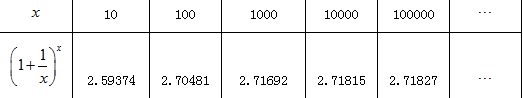 x 10 100 1000 10000 100000 …
(1+1/x)^x 2.59374 2.70481 2.71692 2.71815 2.71827 …